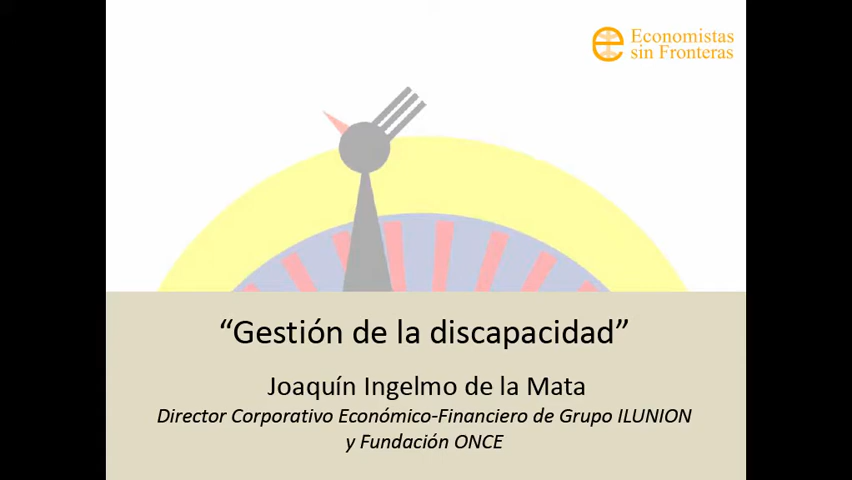 Economistas
sin Fronteras
“Gestión de la discapacidad”
Joaquín Ingelmo de la Mata
Director Corporativo Económico-Financiero de Grupo ILUNION
y Fundación ONCE